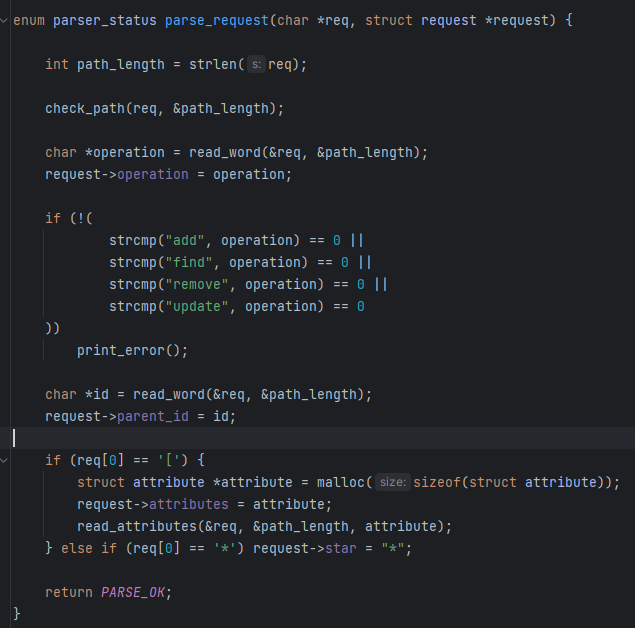 enum parser_status parse_request(char *req, struct request *request) {
int path_length = strlen( s: req);
check_path(req, &path_length);
char *operation = read_word(&req, &path_length);
request->operation = operation;
if (!(
strcmp("add", operation) == 0 ||
strcmp("find", operation) == 0 ||
strcmp("remove", operation) == 0 ||
strcmp("update", operation) == 0
))
print_error();
char *id = read_word(&req, &path_length);
request->parent_id = id;
if (req[0] == '[') {
struct attribute *attribute = malloc( size: sizeof(struct attribute));
request->attributes = attribute;
read_attributes(&req, &path_length, attribute);
} else if (req[0] == '*') request->star = "*";
return PARSE_OK;
}